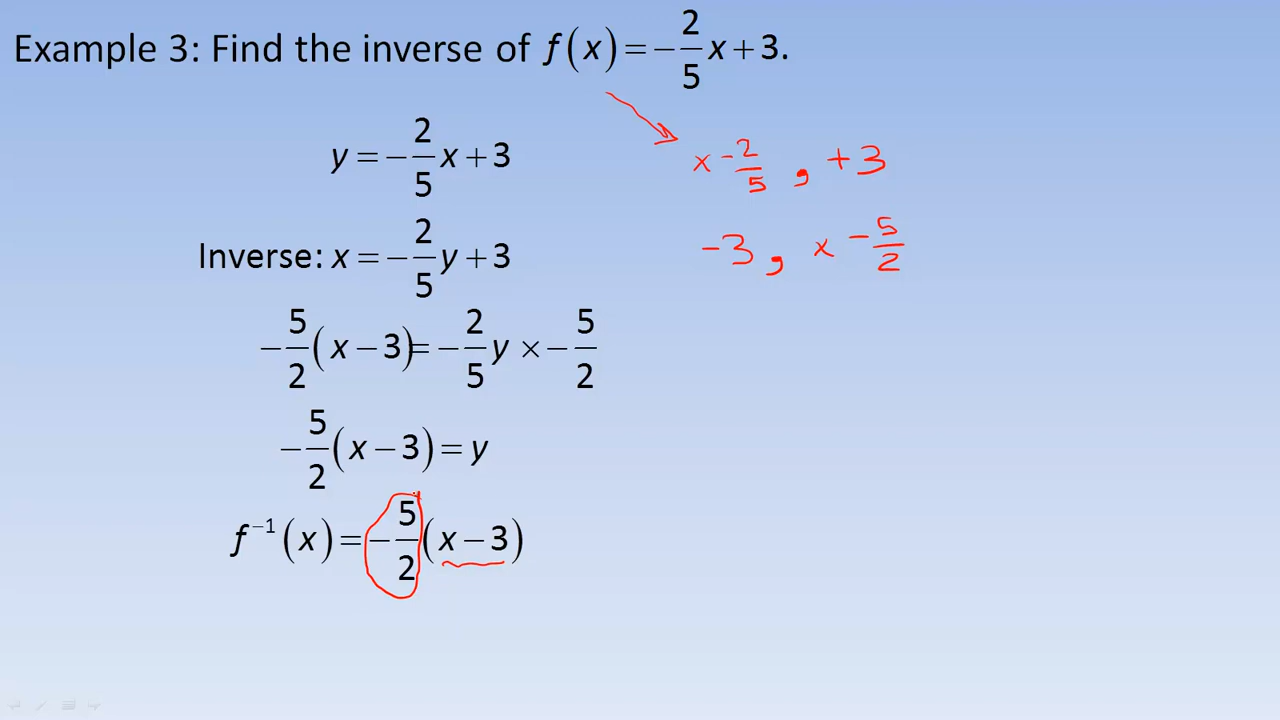 Example 3: Find the inverse of f(x) = −2/5 x + 3.
y = −2/5 x + 3
x −2/5 , +3
Inverse: x = −2/5 y + 3
−3 , x −5/2
−5/2 (x − 3) = −2/5 y × −5/2
−5/2 (x − 3) = y
f⁻¹(x) = −5/2 (x − 3)